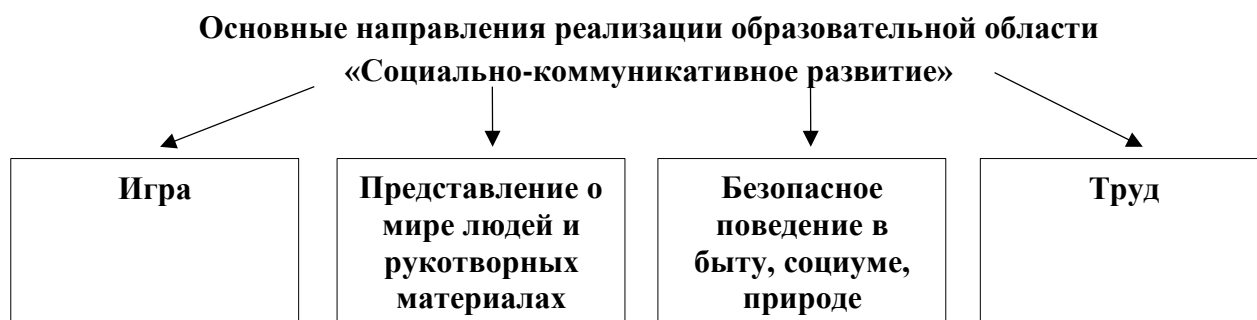 Основные направления реализации образовательной области
«Социально-коммуникативное развитие»
Игра
Представление о
мире людей и
рукотворных
материалах
Безопасное
поведение в
быту, социуме,
природе
Труд